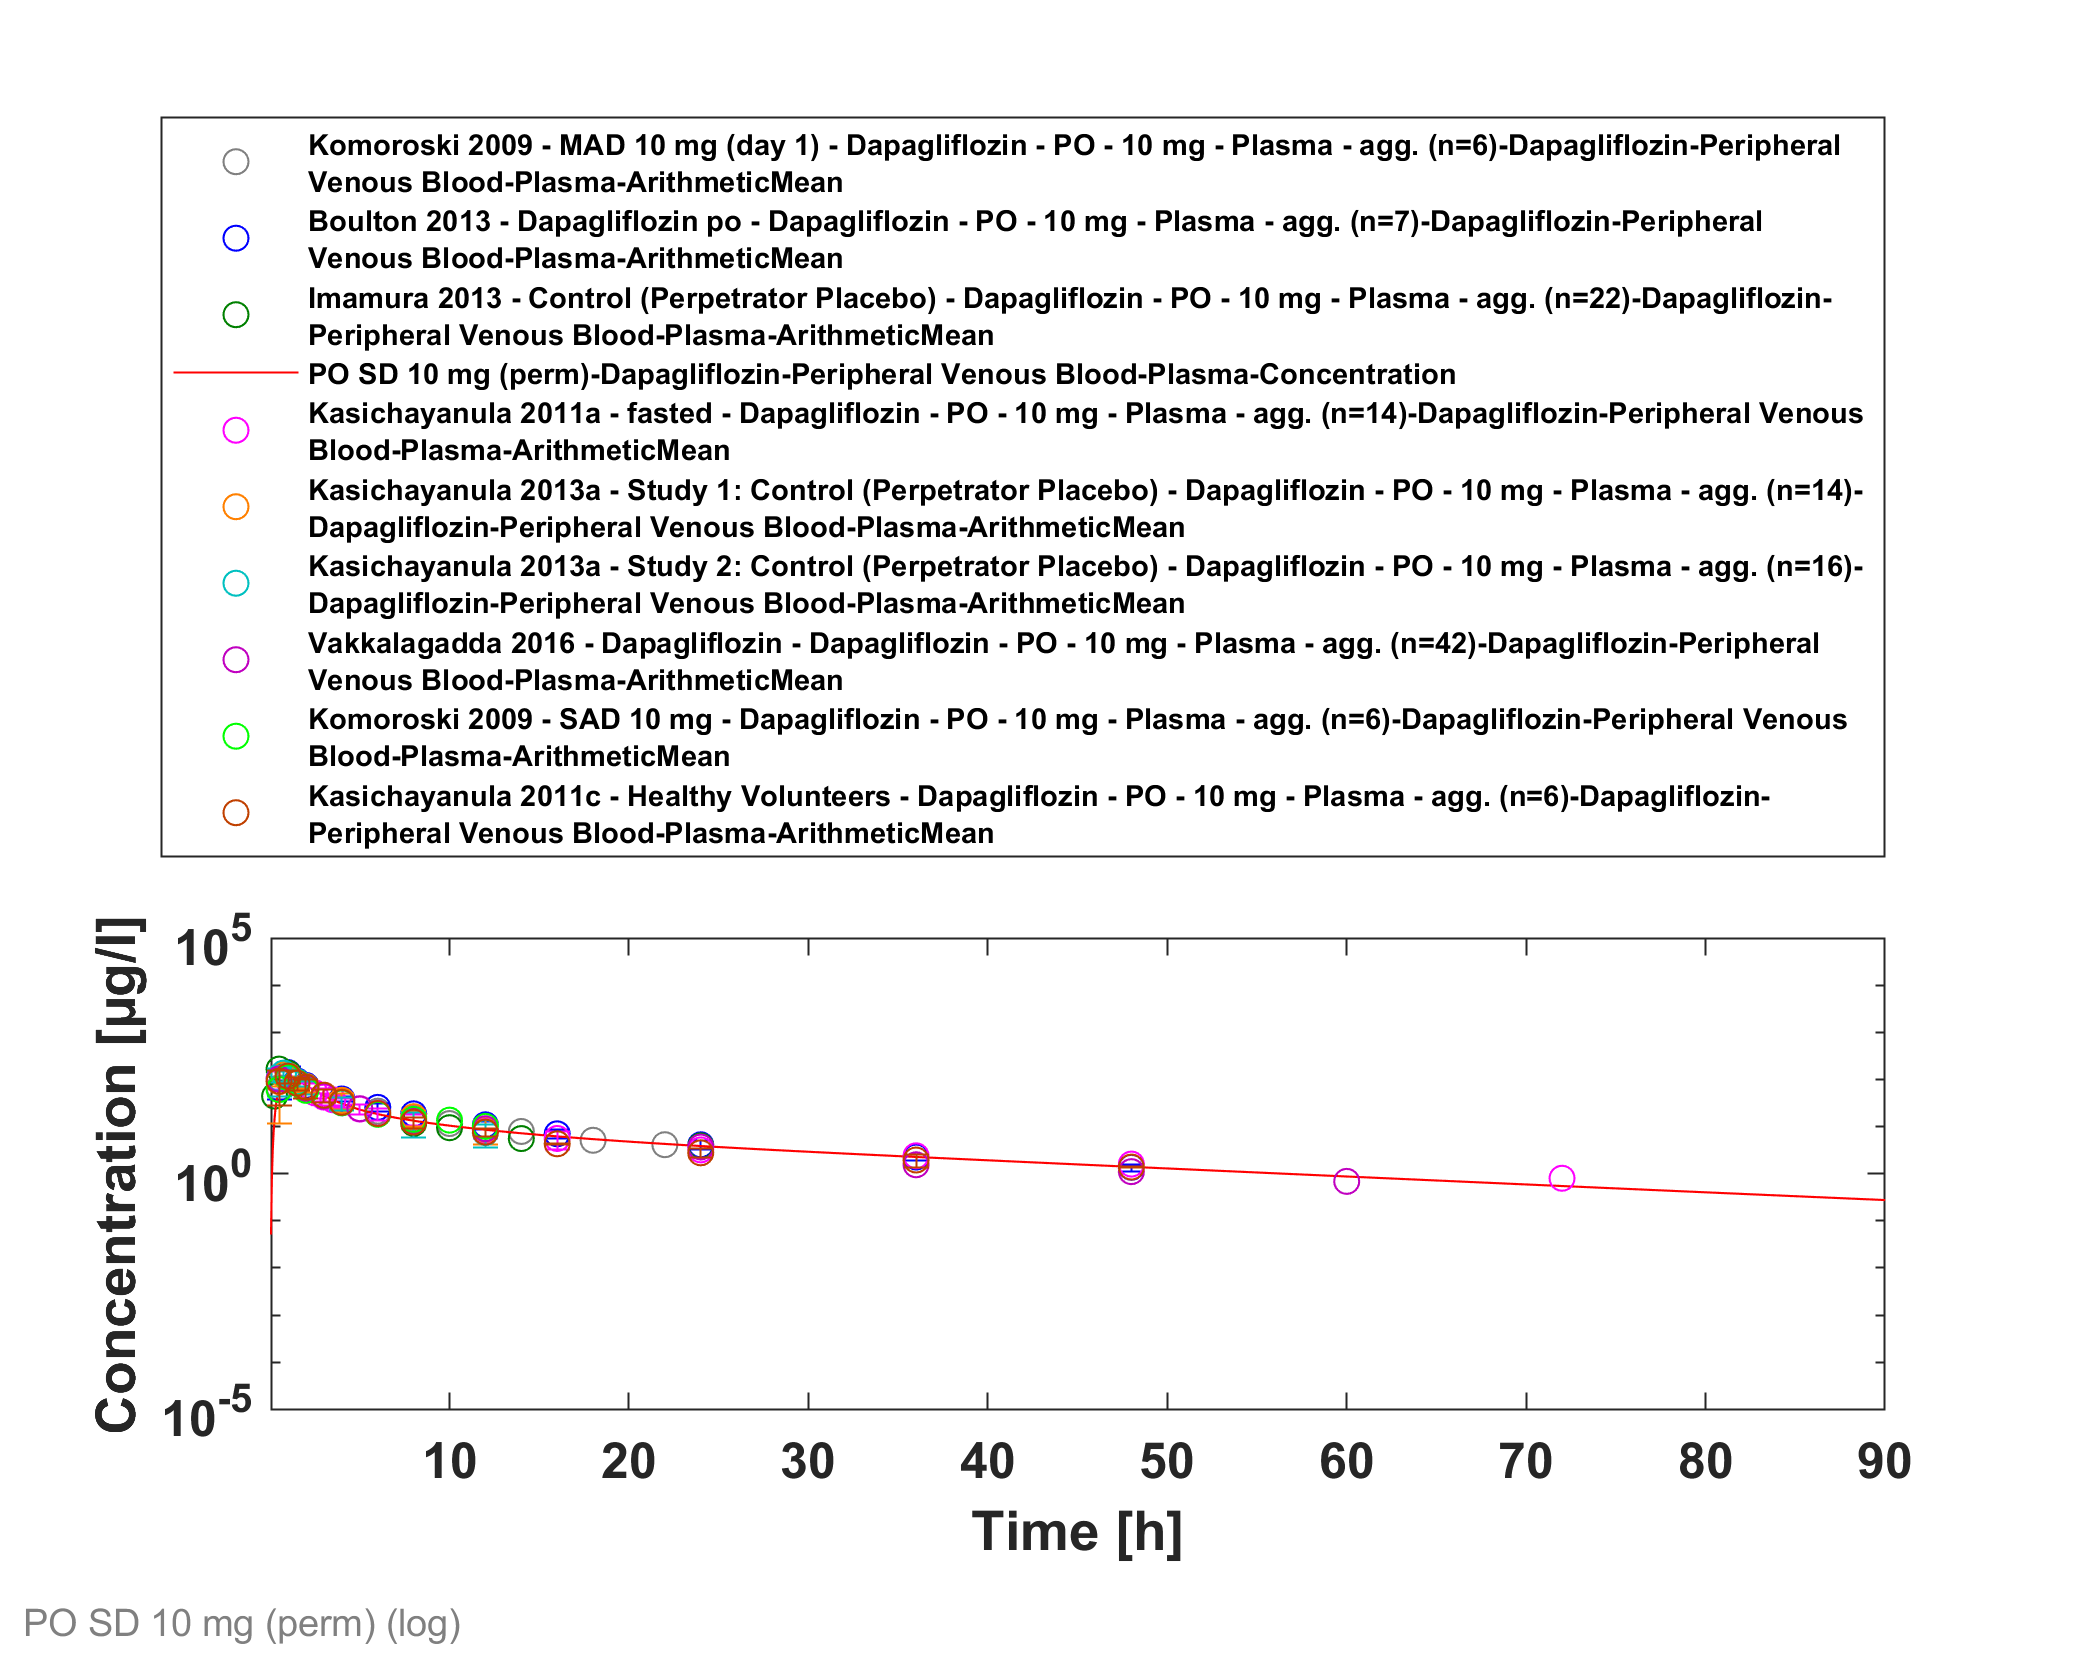 Komoroski 2009 - MAD 10 mg (day 1) - Dapagliflozin - PO - 10 mg - Plasma - agg. (n=6)-Dapagliflozin-Peripheral
Venous Blood-Plasma-ArithmeticMean
Boulton 2013 - Dapagliflozin po - Dapagliflozin - PO - 10 mg - Plasma - agg. (n=7)-Dapagliflozin-Peripheral
Venous Blood-Plasma-ArithmeticMean
Imamura 2013 - Control (Perpetrator Placebo) - Dapagliflozin - PO - 10 mg - Plasma - agg. (n=22)-Dapagliflozin-
Peripheral Venous Blood-Plasma-ArithmeticMean
PO SD 10 mg (perm)-Dapagliflozin-Peripheral Venous Blood-Plasma-Concentration
Kasichayanula 2011a - fasted - Dapagliflozin - PO - 10 mg - Plasma - agg. (n=14)-Dapagliflozin-Peripheral Venous
Blood-Plasma-ArithmeticMean
Kasichayanula 2013a - Study 1: Control (Perpetrator Placebo) - Dapagliflozin - PO - 10 mg - Plasma - agg. (n=14)-
Dapagliflozin-Peripheral Venous Blood-Plasma-ArithmeticMean
Kasichayanula 2013a - Study 2: Control (Perpetrator Placebo) - Dapagliflozin - PO - 10 mg - Plasma - agg. (n=16)-
Dapagliflozin-Peripheral Venous Blood-Plasma-ArithmeticMean
Vakkalagadda 2016 - Dapagliflozin - Dapagliflozin - PO - 10 mg - Plasma - agg. (n=42)-Dapagliflozin-Peripheral
Venous Blood-Plasma-ArithmeticMean
Komoroski 2009 - SAD 10 mg - Dapagliflozin - PO - 10 mg - Plasma - agg. (n=6)-Dapagliflozin-Peripheral Venous
Blood-Plasma-ArithmeticMean
Kasichayanula 2011c - Healthy Volunteers - Dapagliflozin - PO - 10 mg - Plasma - agg. (n=6)-Dapagliflozin-
Peripheral Venous Blood-Plasma-ArithmeticMean
Concentration [µg/l]
10^5
10^0
10^-5
10 20 30 40 50 60 70 80 90
Time [h]
PO SD 10 mg (perm) (log)